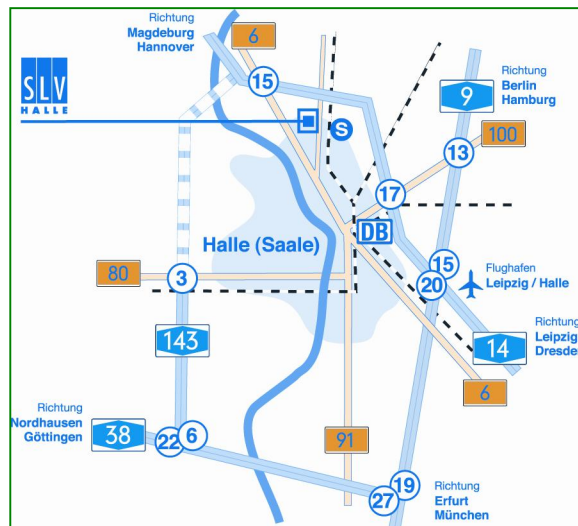 Richtung
Magdeburg
Hannover
6
SLV
HALLE
15
S
9
Richtung
Berlin
Hamburg
100
13
17
DB
Halle (Saale)
80
3
15
20
Flughafen
Leipzig / Halle
143
14
Richtung
Leipzig
Dresde
6
Richtung
Nordhausen
Göttingen
38
22
6
91
19
27
Richtung
Erfurt
München